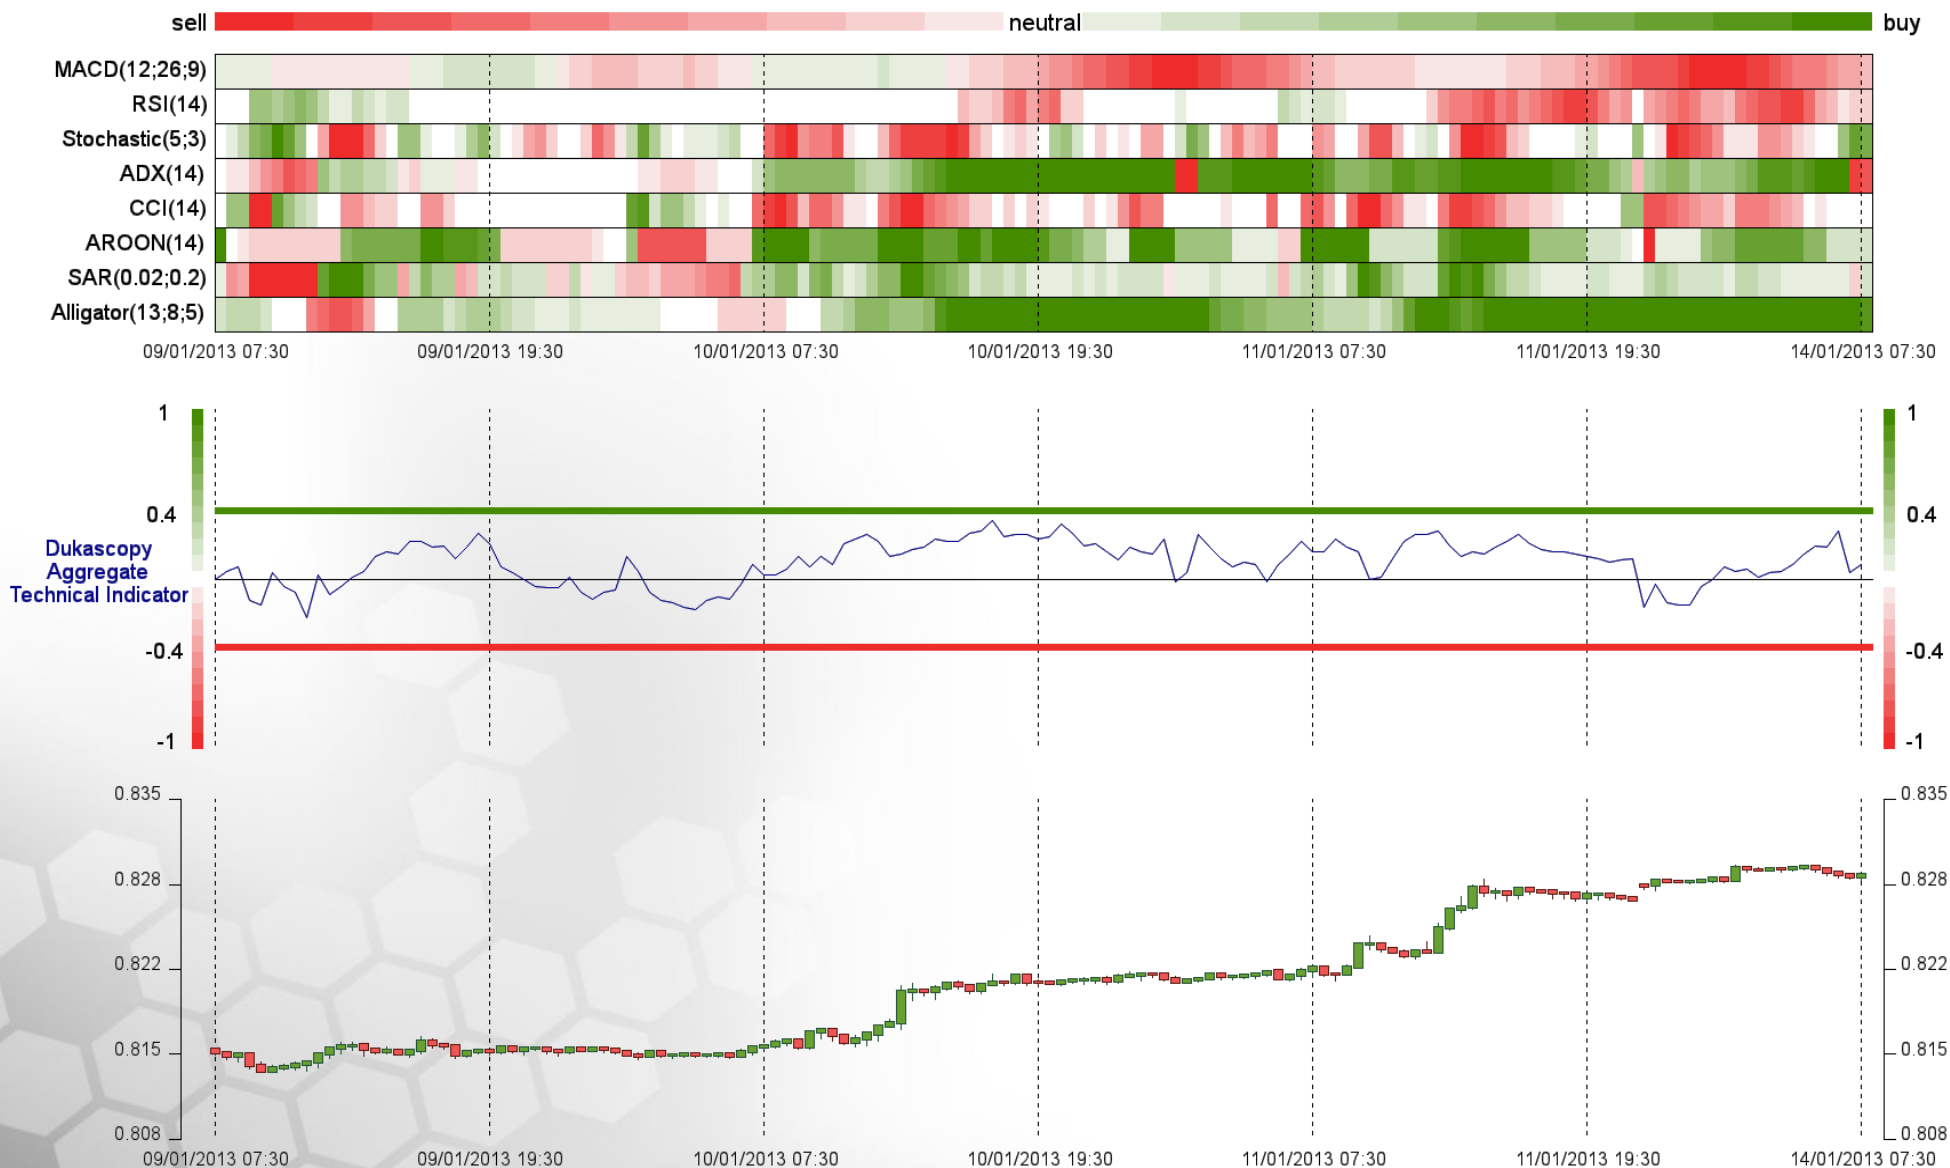 sell neutral buy
MACD(12;26;9)
RSI(14)
Stochastic(5;3)
ADX(14)
CCI(14)
AROON(14)
SAR(0.02;0.2)
Alligator(13;8;5)
09/01/2013 07:30 09/01/2013 19:30 10/01/2013 07:30 10/01/2013 19:30 11/01/2013 07:30 11/01/2013 19:30 14/01/2013 07:30
1 1
0.4 0.4
Dukascopy
Aggregate
Technical Indicator
-0.4 -0.4
-1 -1
0.835 0.835
0.828 0.828
0.822 0.822
0.815 0.815
0.808 0.808
09/01/2013 07:30 09/01/2013 19:30 10/01/2013 07:30 10/01/2013 19:30 11/01/2013 07:30 11/01/2013 19:30 14/01/2013 07:30